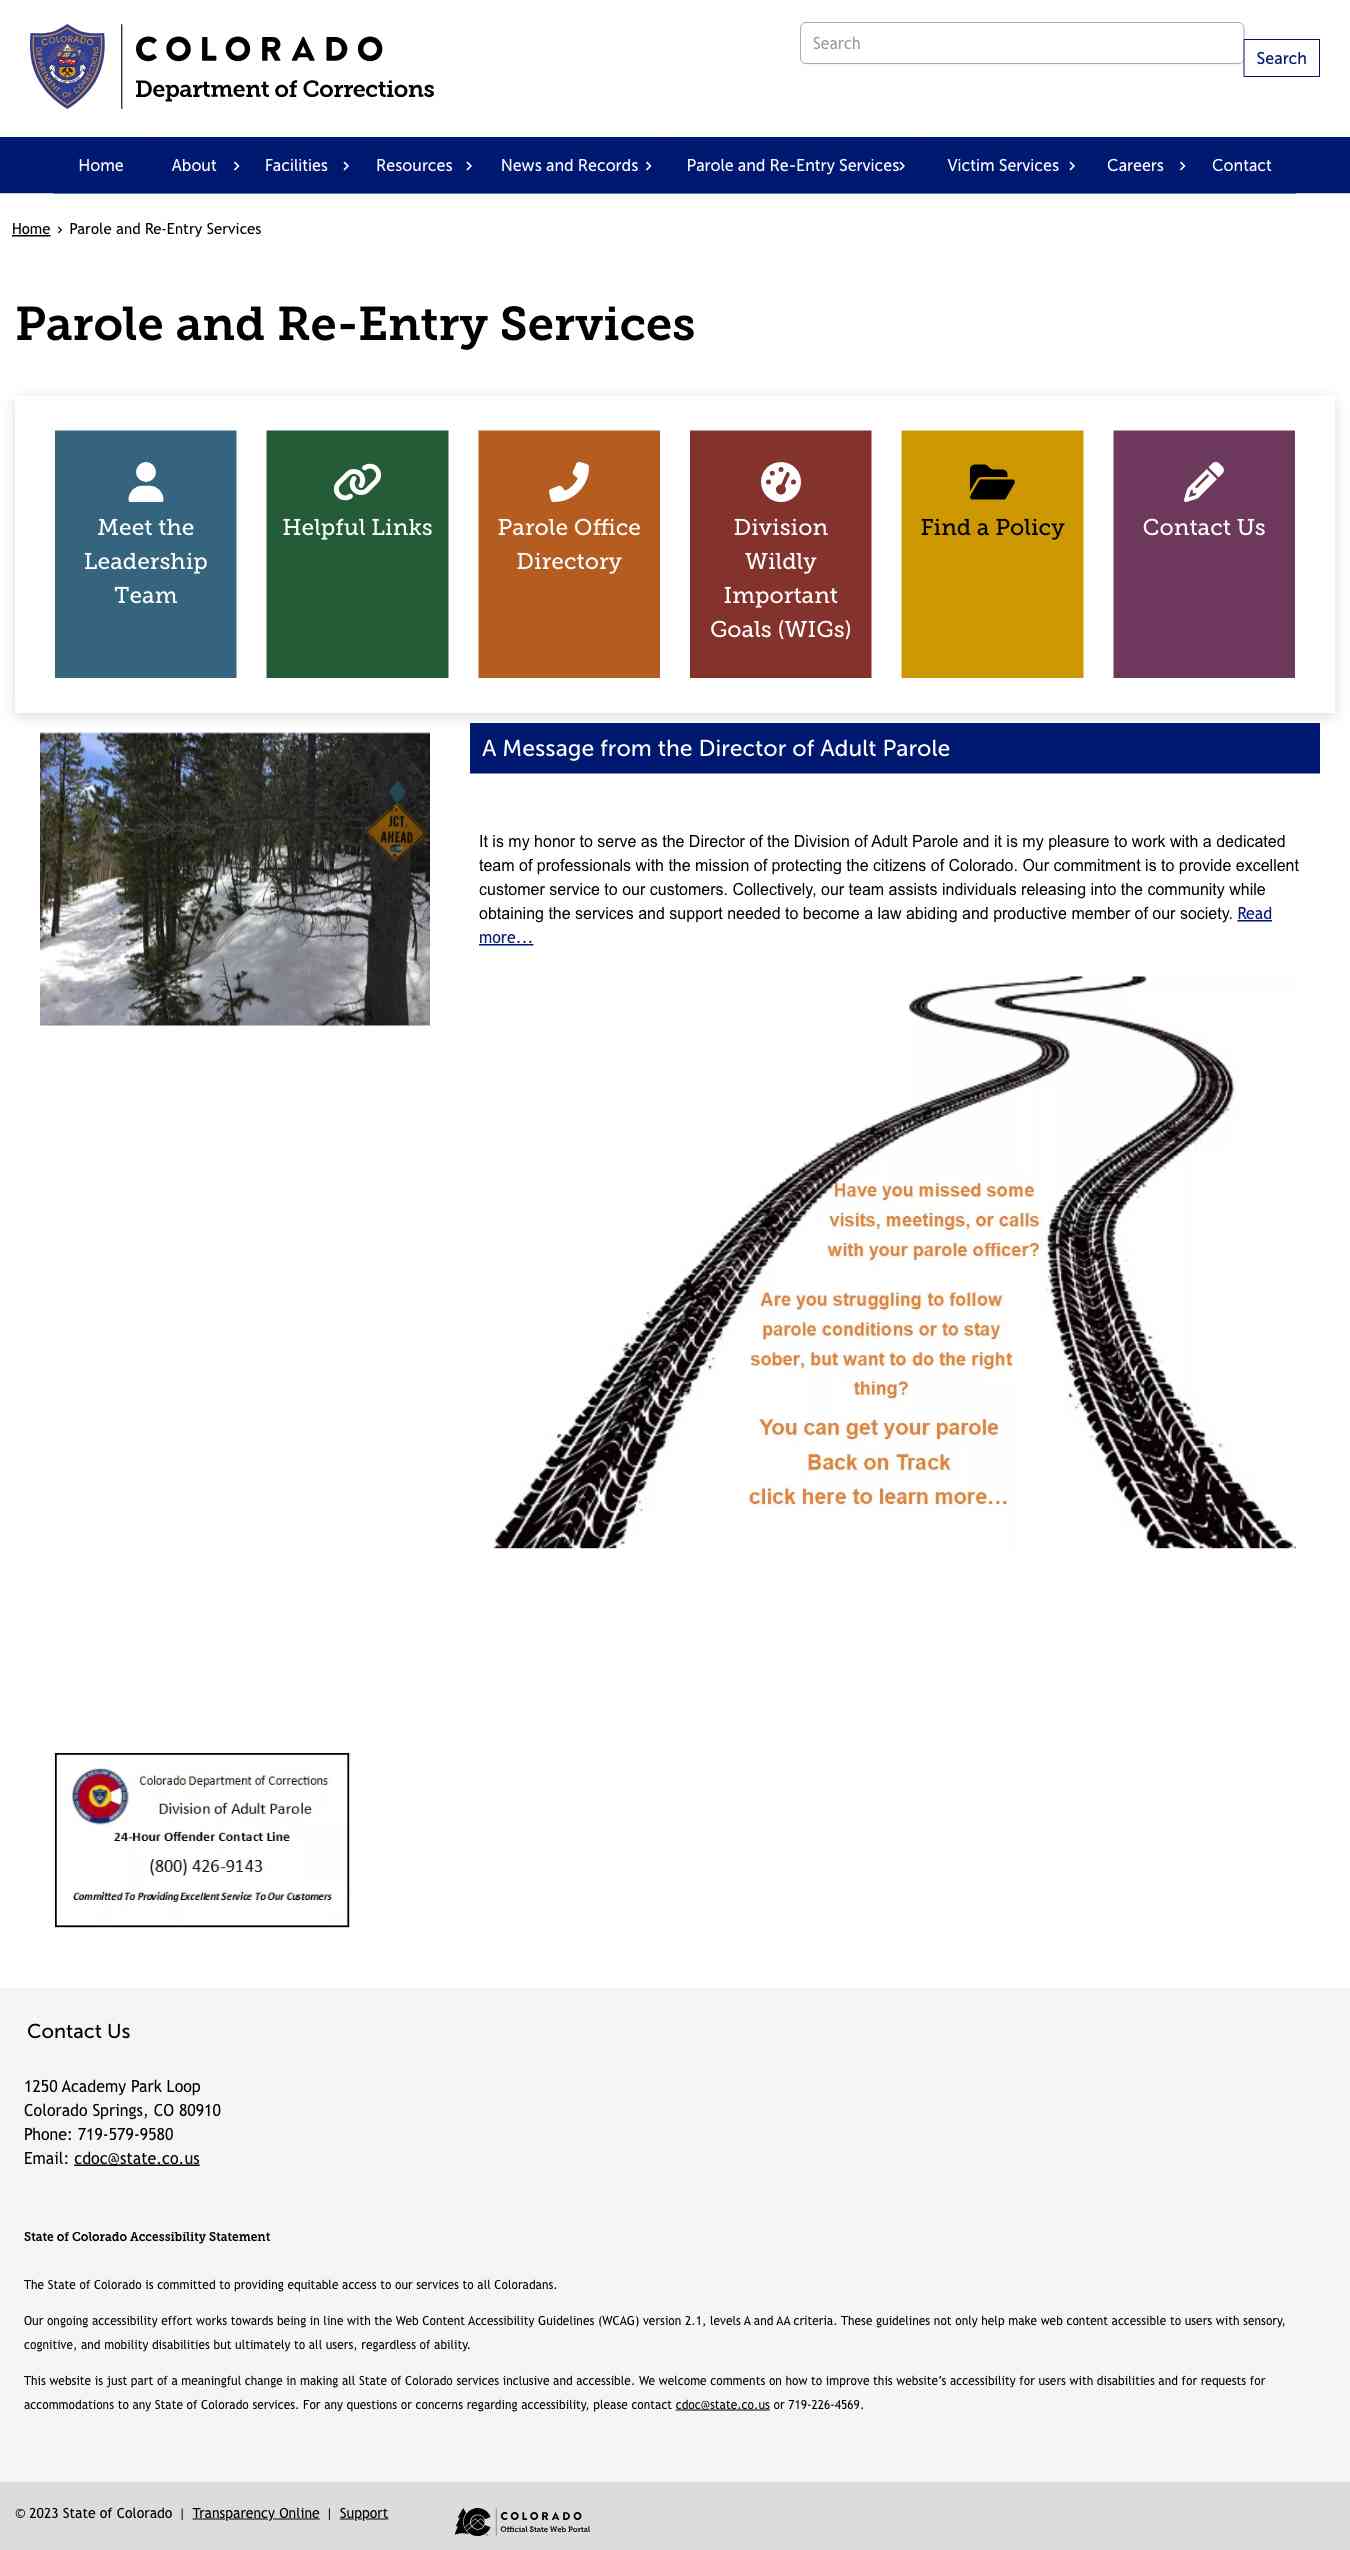 COLORADO
Department of Corrections
Search
Search
Home
About
Facilities
Resources
News and Records
Parole and Re-Entry Services
Victim Services
Careers
Contact
Home › Parole and Re-Entry Services
Parole and Re-Entry Services
Meet the
Leadership
Team
Helpful Links
Parole Office
Directory
Division
Wildly
Important
Goals (WIGs)
Find a Policy
Contact Us
JCT.
AHEAD
A Message from the Director of Adult Parole
It is my honor to serve as the Director of the Division of Adult Parole and it is my pleasure to work with a dedicated
team of professionals with the mission of protecting the citizens of Colorado. Our commitment is to provide excellent
customer service to our customers. Collectively, our team assists individuals releasing into the community while
obtaining the services and support needed to become a law abiding and productive member of our society. Read
more...
Have you missed some
visits, meetings, or calls
with your parole officer?
Are you struggling to follow
parole conditions or to stay
sober, but want to do the right
thing?
You can get your parole
Back on Track
click here to learn more...
Colorado Department of Corrections
Division of Adult Parole
24-Hour Offender Contact Line
(800) 426-9143
Committed To Providing Excellent Service To Our Customers
Contact Us
1250 Academy Park Loop
Colorado Springs, CO 80910
Phone: 719-579-9580
Email: cdoc@state.co.us
State of Colorado Accessibility Statement
The State of Colorado is committed to providing equitable access to our services to all Coloradans.
Our ongoing accessibility effort works towards being in line with the Web Content Accessibility Guidelines (WCAG) version 2.1, levels A and AA criteria. These guidelines not only help make web content accessible to users with sensory,
cognitive, and mobility disabilities but ultimately to all users, regardless of ability.
This website is just part of a meaningful change in making all State of Colorado services inclusive and accessible. We welcome comments on how to improve this website's accessibility for users with disabilities and for requests for
accommodations to any State of Colorado services. For any questions or concerns regarding accessibility, please contact cdoc@state.co.us or 719-226-4569.
© 2023 State of Colorado | Transparency Online | Support
COLORADO
Official State Web Portal